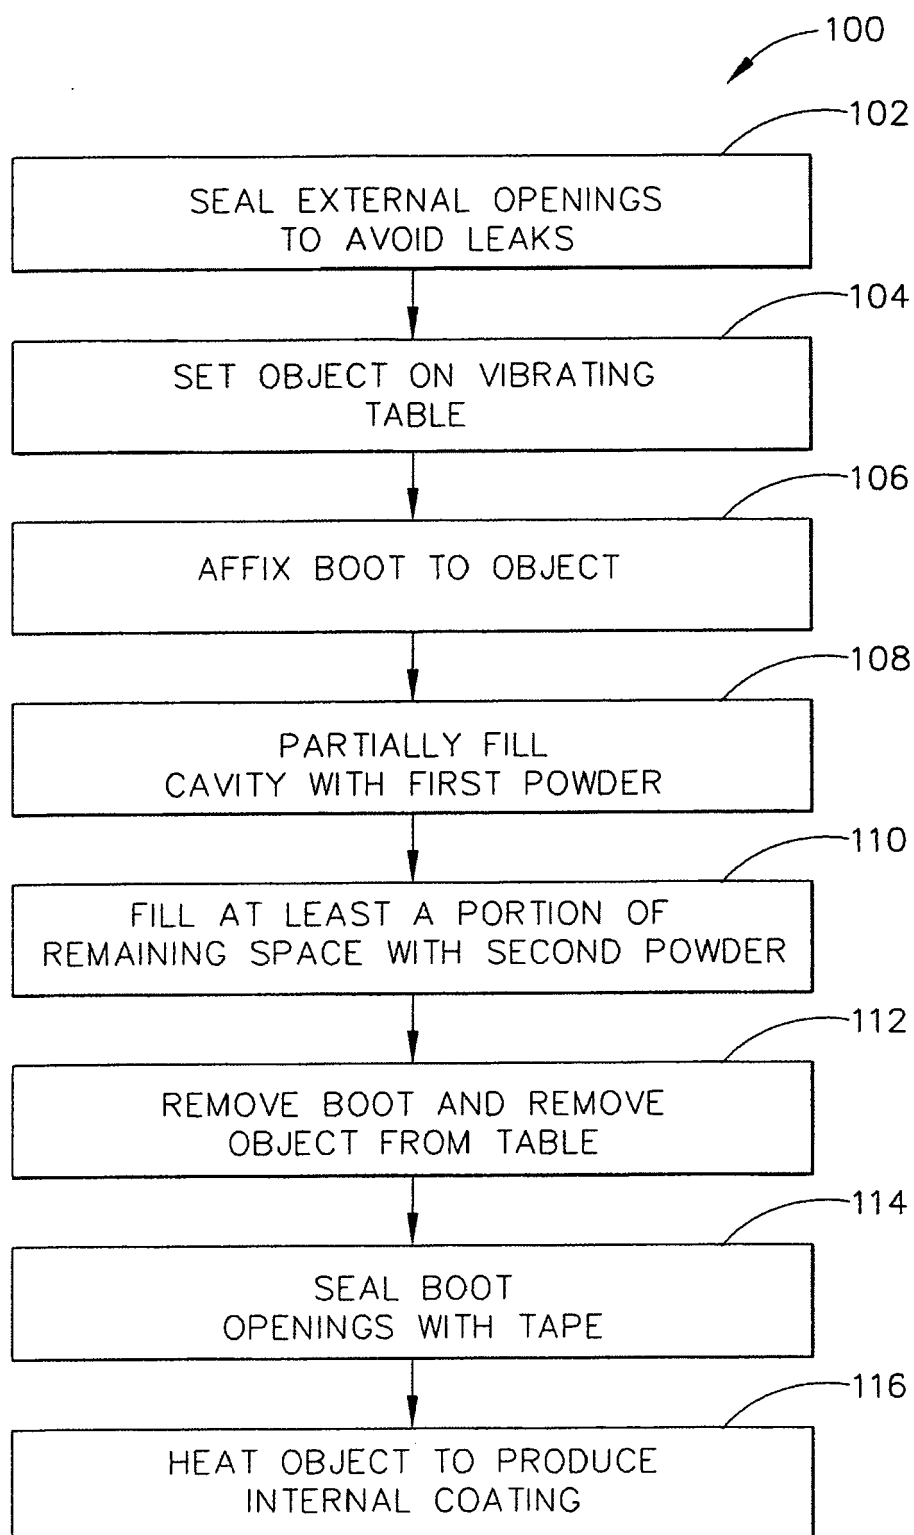 100
102
SEAL EXTERNAL OPENINGS
TO AVOID LEAKS
104
SET OBJECT ON VIBRATING
TABLE
106
AFFIX BOOT TO OBJECT
108
PARTIALLY FILL
CAVITY WITH FIRST POWDER
110
FILL AT LEAST A PORTION OF
REMAINING SPACE WITH SECOND POWDER
112
REMOVE BOOT AND REMOVE
OBJECT FROM TABLE
114
SEAL BOOT
OPENINGS WITH TAPE
116
HEAT OBJECT TO PRODUCE
INTERNAL COATING